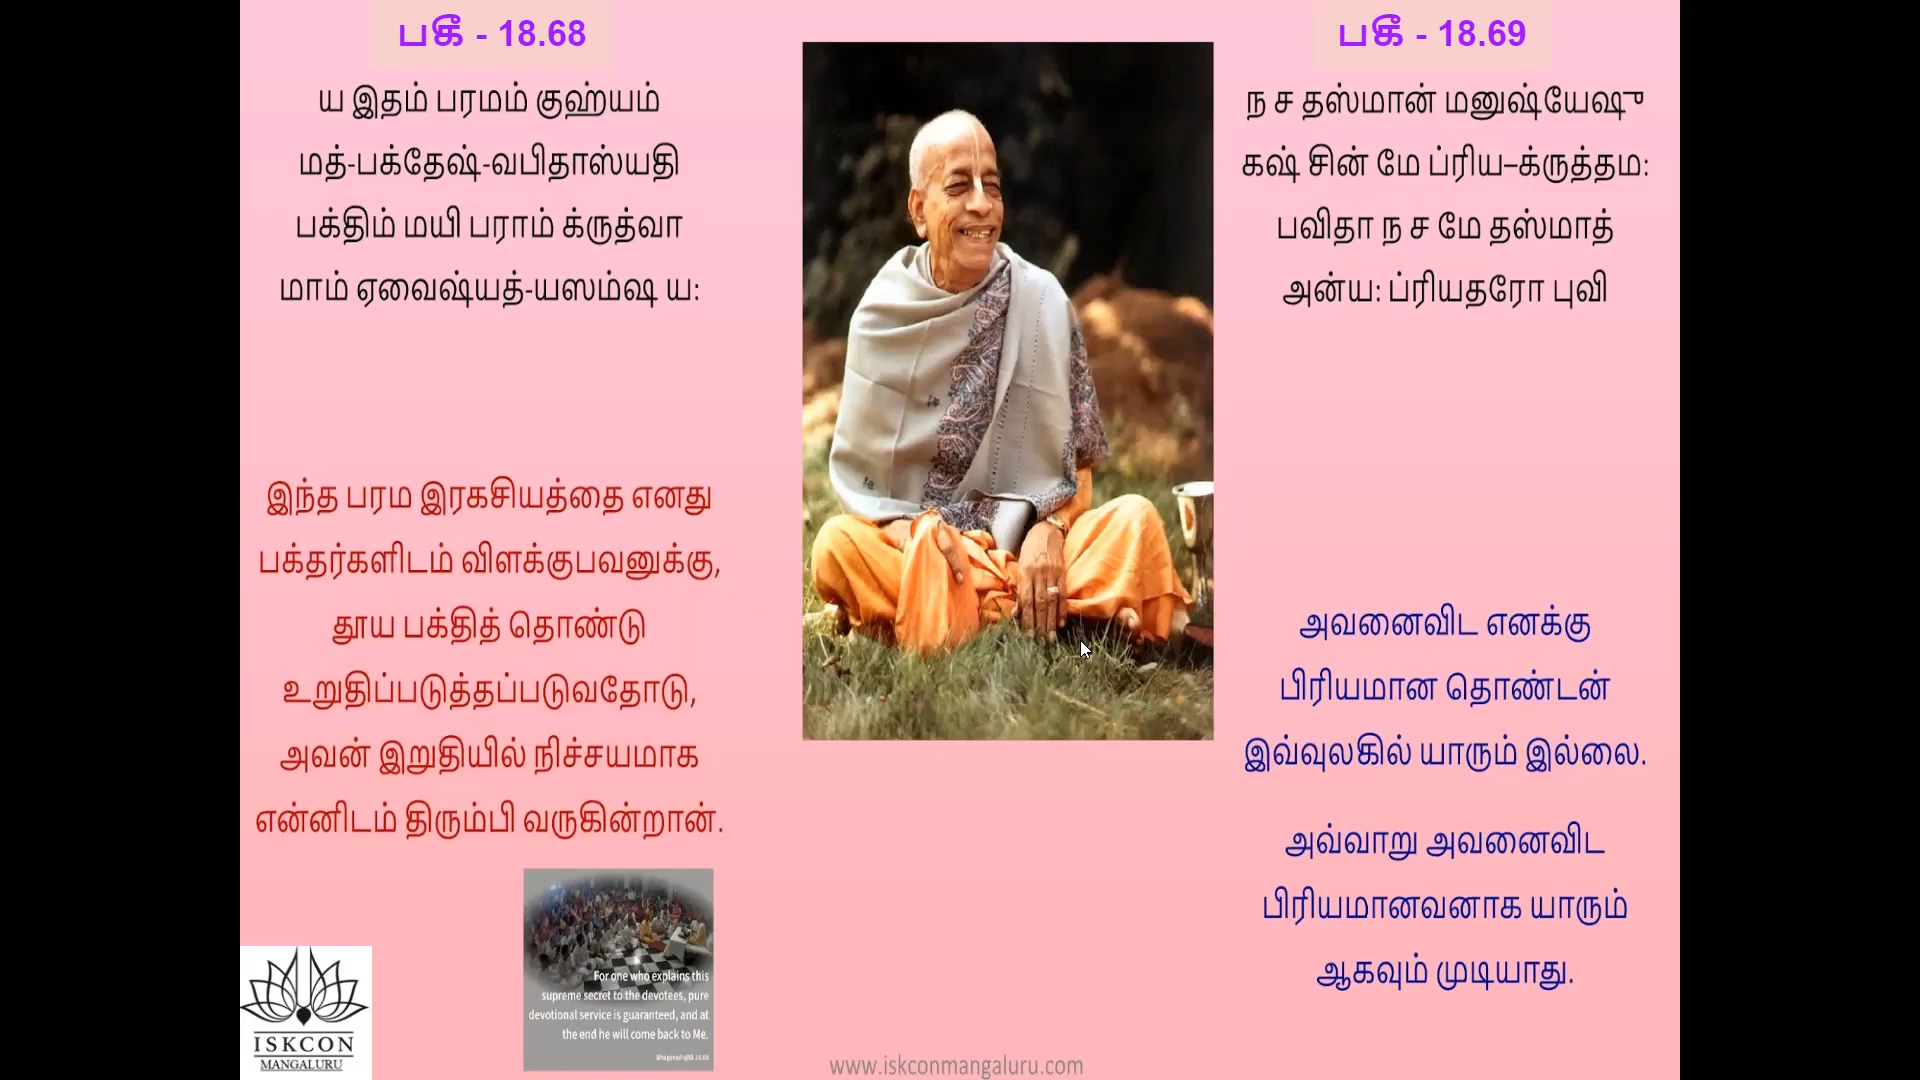 பகீ - 18.68
ய இதம் பரமம் குஹ்யம்
மத்-பக்தேஷ்-வபிதாஸ்யதி
பக்திம் மயி பராம் க்ருத்வா
மாம் ஏவைஷ்யத்-யஸம்ஷ ய:
இந்த பரம இரகசியத்தை எனது
பக்தர்களிடம் விளக்குபவனுக்கு,
தூய பக்தித் தொண்டு
உறுதிப்படுத்தப்படுவதோடு,
அவன் இறுதியில் நிச்சயமாக
என்னிடம் திரும்பி வருகின்றான்.
For one who explains this
supreme secret to the devotees, pure
devotional service is guaranteed, and at
the end he will come back to Me.
Bhagavad-gītā 18.68
ISKCON
MANGALURU
பகீ - 18.69
ந ச தஸ்மான் மனுஷ்யேஷு
கஷ் சின் மே ப்ரிய–க்ருத்தம:
பவிதா ந ச மே தஸ்மாத்
அன்ய: ப்ரியதரோ புவி
அவனைவிட எனக்கு
பிரியமான தொண்டன்
இவ்வுலகில் யாரும் இல்லை.
அவ்வாறு அவனைவிட
பிரியமானவனாக யாரும்
ஆகவும் முடியாது.
www.iskconmangaluru.com